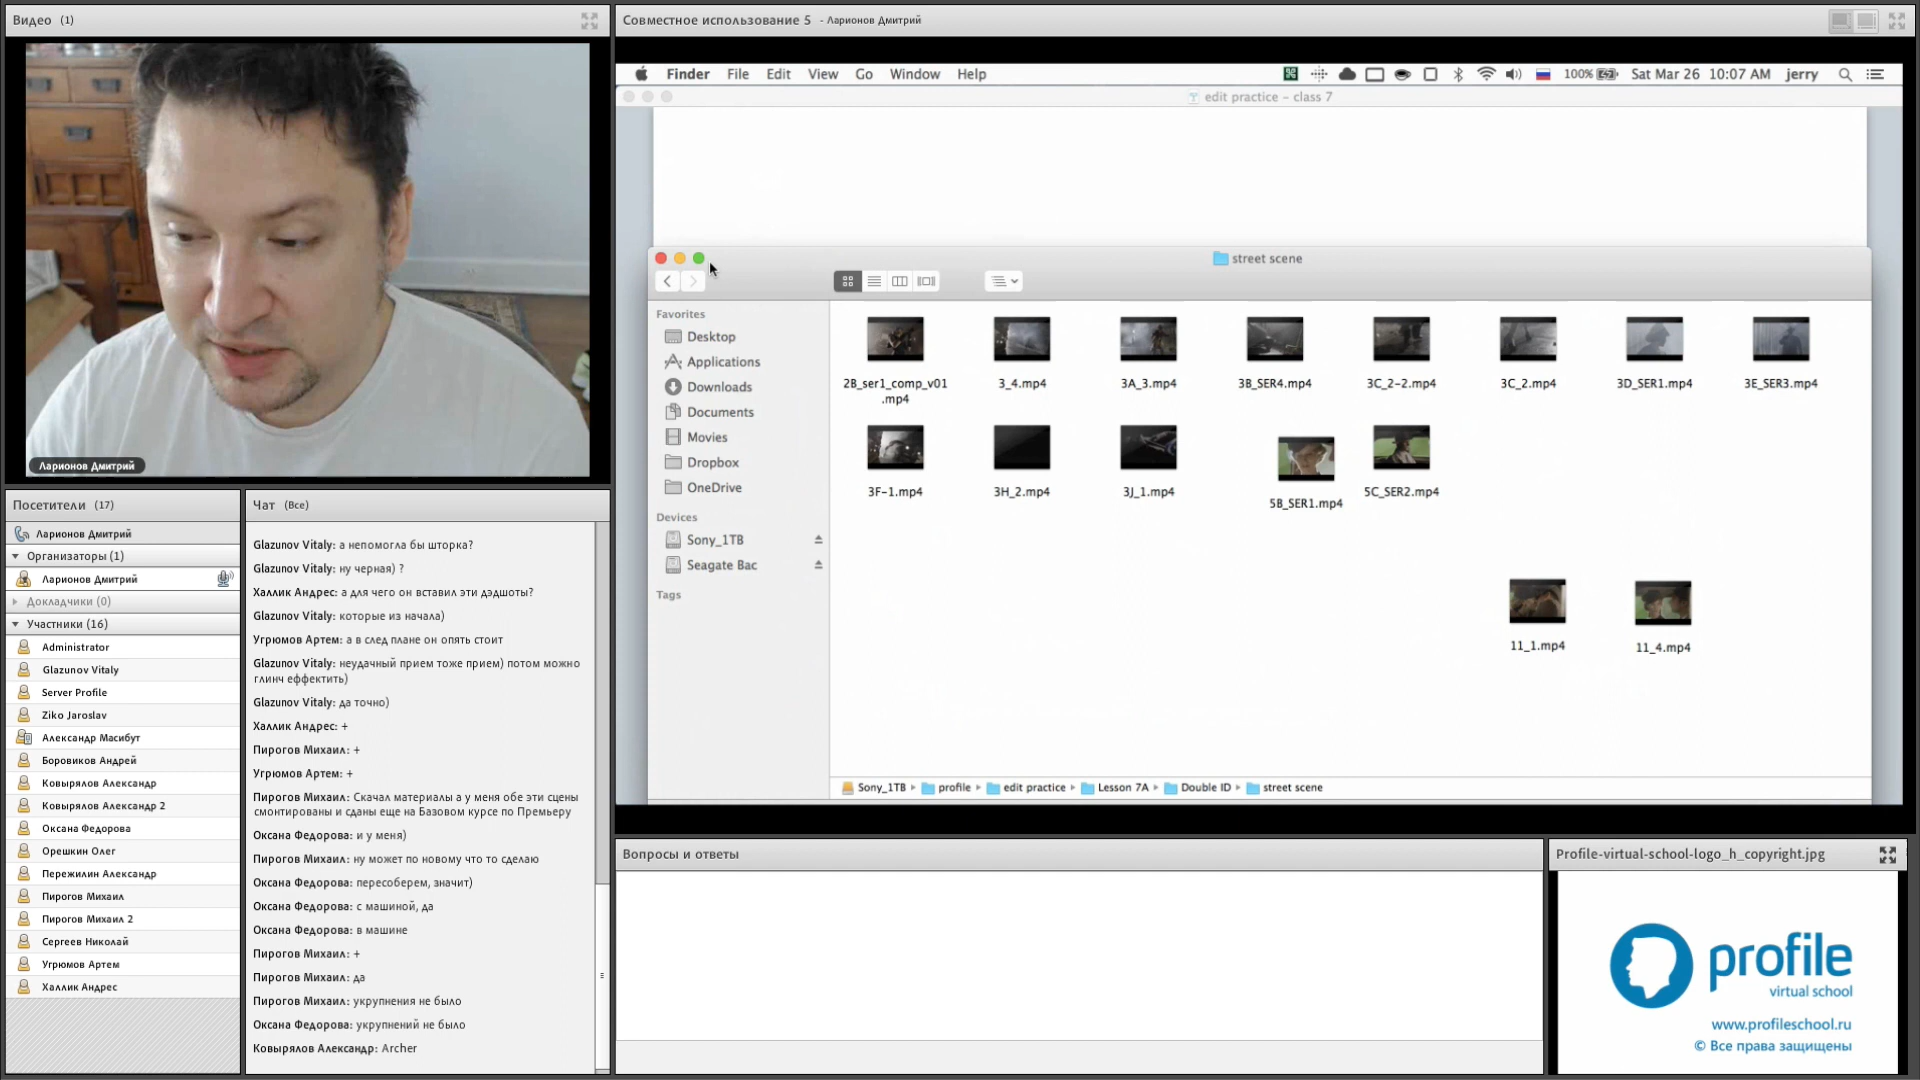 Видео (1)
Ларионов Дмитрий
Посетители (17)
Ларионов Дмитрий
Организаторы (1)
Ларионов Дмитрий
Докладчики (0)
Участники (16)
Administrator
Glazunov Vitaly
Server Profile
Ziko Jaroslav
Александр Масибут
Боровиков Андрей
Ковырялов Александр
Ковырялов Александр 2
Оксана Федорова
Орешкин Олег
Пережилин Александр
Пирогов Михаил
Пирогов Михаил 2
Сергеев Николай
Угрюмов Артем
Халлик Андрес
Чат (Все)
Glazunov Vitaly: а непомогла бы шторка?
Glazunov Vitaly: ну черная) ?
Халлик Андрес: а для чего он вставил эти дэдшоты?
Glazunov Vitaly: которые из начала)
Угрюмов Артем: а в след плане он опять стоит
Glazunov Vitaly: неудачный прием тоже прием) потом можно
глинч еффектить)
Glazunov Vitaly: да точно)
Халлик Андрес: +
Пирогов Михаил: +
Угрюмов Артем: +
Пирогов Михаил: Скачал материалы а у меня обе эти сцены
смонтированы и сданы еще на Базовом курсе по Премьеру
Оксана Федорова: и у меня)
Пирогов Михаил: ну может по новому что то сделаю
Оксана Федорова: пересоберем, значит)
Оксана Федорова: с машиной, да
Оксана Федорова: в машине
Пирогов Михаил: +
Пирогов Михаил: да
Пирогов Михаил: укрупнения не было
Оксана Федорова: укрупнений не было
Ковырялов Александр: Archer
Совместное использование 5 - Ларионов Дмитрий
Finder File Edit View Go Window Help
100% Sat Mar 26 10:07 AM jerry
edit practice – class 7
street scene
Favorites
Desktop
Applications
Downloads
Documents
Movies
Dropbox
OneDrive
Devices
Sony_1TB
Seagate Bac
Tags
2B_ser1_comp_v01
.mp4
3_4.mp4
3A_3.mp4
3B_SER4.mp4
3C_2-2.mp4
3C_2.mp4
3D_SER1.mp4
3E_SER3.mp4
3F-1.mp4
3H_2.mp4
3J_1.mp4
5B_SER1.mp4
5C_SER2.mp4
11_1.mp4
11_4.mp4
Sony_1TB profile edit practice Lesson 7A Double ID street scene
Вопросы и ответы
Profile-virtual-school-logo_h_copyright.jpg
profile
virtual school
www.profileschool.ru
© Все права защищены